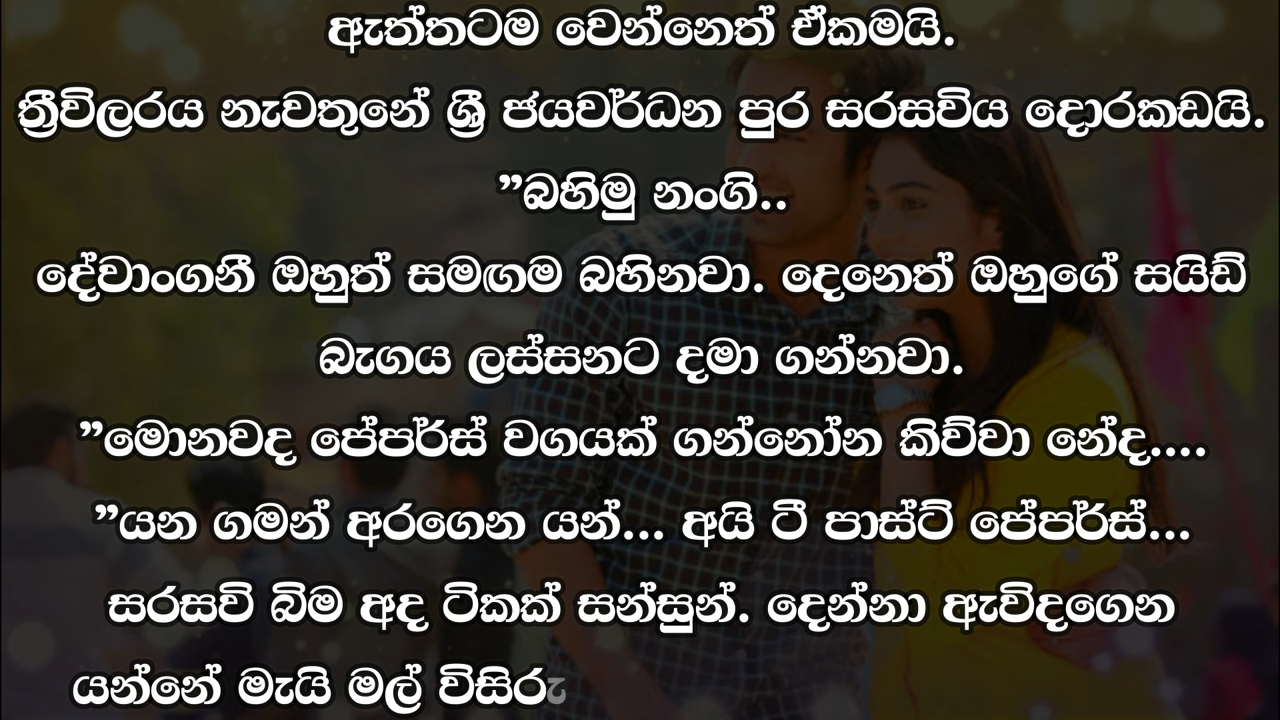 ඇත්තටම වෙන්නෙත් ඒකමයි.
ත්‍රීවිලරය නැවතුනේ ශ්‍රී ජයවර්ධන පුර සරසවිය දොරකඩයි.
”බහිමු නංගි..
දේවාංගනී ඔහුත් සමඟම බහිනවා. දෙනෙත් ඔහුගේ සයිඩ්
බැගය ලස්සනට දමා ගන්නවා.
”මොනවද පේපර්ස් වගයක් ගන්නෝන කිව්වා නේද....
”යන ගමන් අරගෙන යන්... අයි ටී පාස්ට් පේපර්ස්...
සරසවි බිම අද ටිකක් සන්සුන්. දෙන්නා ඇවිදගෙන
යන්නේ මැයි මල් විසිරු